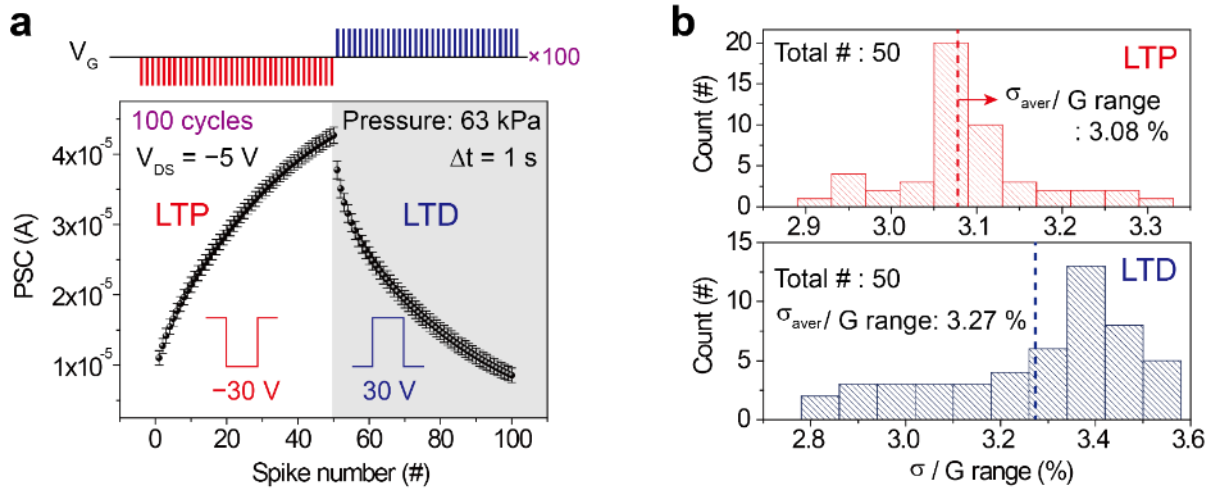 a
V_G
×100
100 cycles
Pressure: 63 kPa
V_DS = −5 V
Δt = 1 s
LTP
LTD
−30 V
30 V
PSC (A)
4x10⁻⁵
3x10⁻⁵
2x10⁻⁵
1x10⁻⁵
0 20 40 60 80 100
Spike number (#)
b
Total # : 50
LTP
σ_aver/ G range
: 3.08 %
Count (#)
20
15
10
5
0
2.9 3.0 3.1 3.2 3.3
Total # : 50
LTD
σ_aver/ G range: 3.27 %
Count (#)
15
10
5
0
2.8 3.0 3.2 3.4 3.6
σ / G range (%)